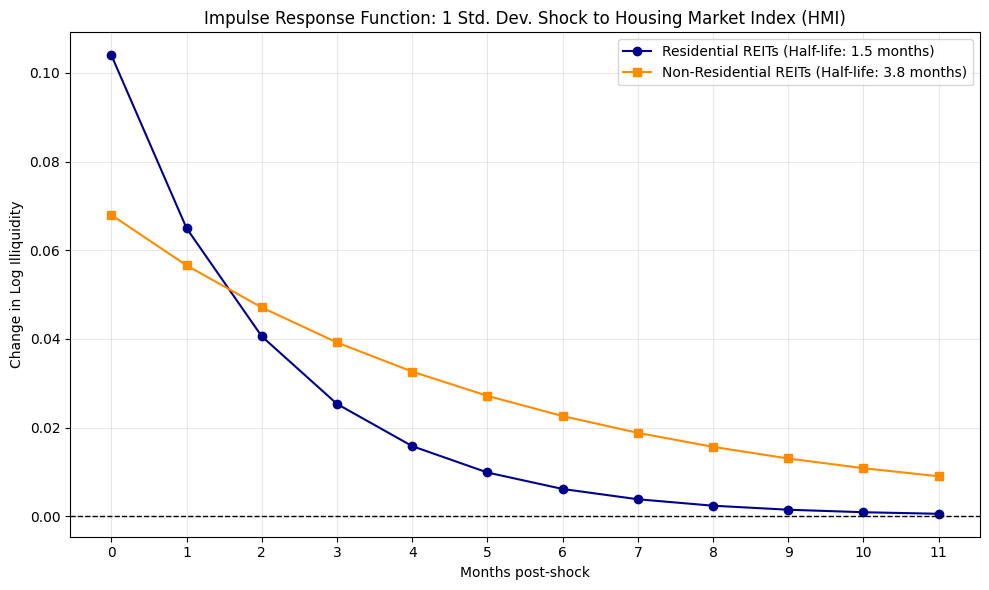 Impulse Response Function: 1 Std. Dev. Shock to Housing Market Index (HMI)
Residential REITs (Half-life: 1.5 months)
Non-Residential REITs (Half-life: 3.8 months)
Change in Log Illiquidity
0.10
0.08
0.06
0.04
0.02
0.00
0 1 2 3 4 5 6 7 8 9 10 11
Months post-shock